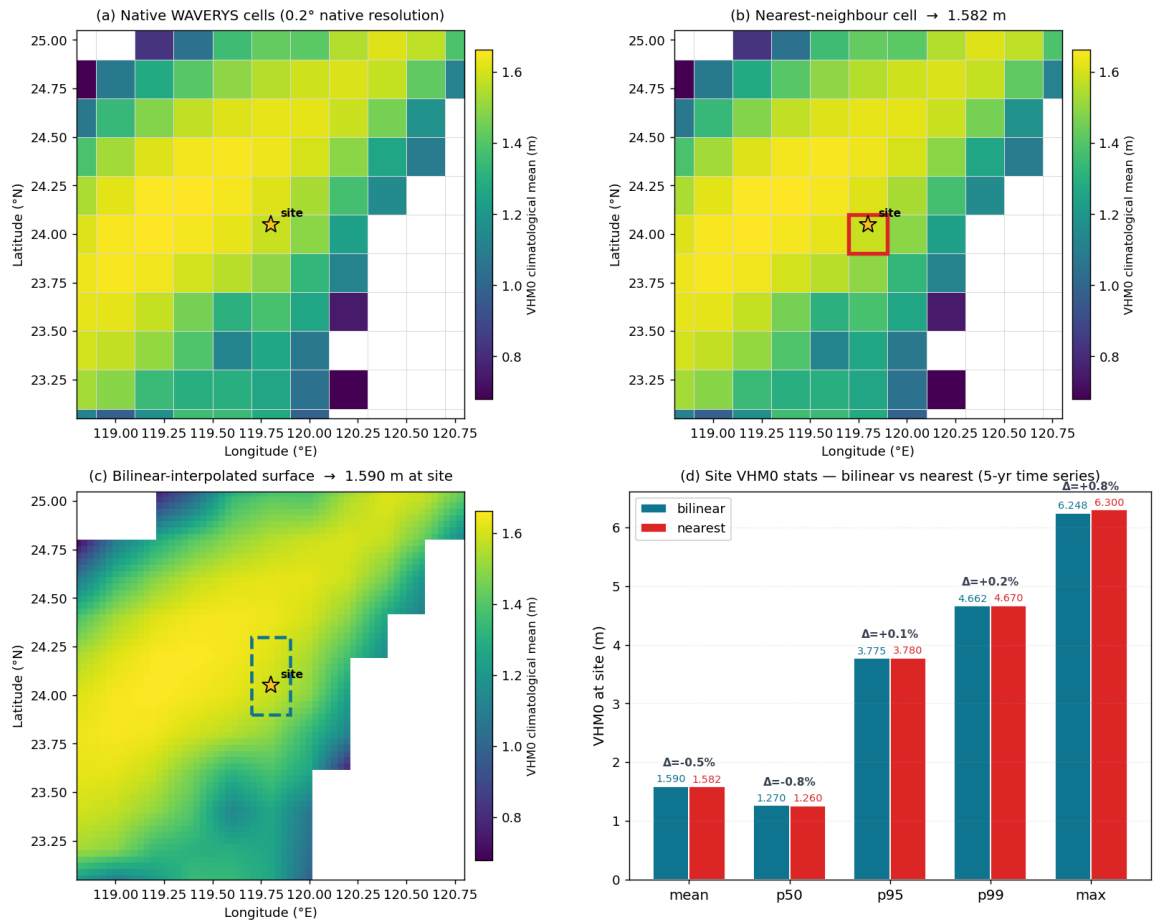 (a) Native WAVERYS cells (0.2° native resolution)
25.00
24.75
24.50
24.25
24.00
23.75
23.50
23.25
Latitude (°N)
site
119.00 119.25 119.50 119.75 120.00 120.25 120.50 120.75
Longitude (°E)
1.6
1.4
1.2
1.0
0.8
VHM0 climatological mean (m)
(b) Nearest-neighbour cell → 1.582 m
25.00
24.75
24.50
24.25
24.00
23.75
23.50
23.25
Latitude (°N)
site
119.00 119.25 119.50 119.75 120.00 120.25 120.50 120.75
Longitude (°E)
1.6
1.4
1.2
1.0
0.8
VHM0 climatological mean (m)
(c) Bilinear-interpolated surface → 1.590 m at site
25.00
24.75
24.50
24.25
24.00
23.75
23.50
23.25
Latitude (°N)
site
119.00 119.25 119.50 119.75 120.00 120.25 120.50 120.75
Longitude (°E)
1.6
1.4
1.2
1.0
0.8
VHM0 climatological mean (m)
(d) Site VHM0 stats — bilinear vs nearest (5-yr time series)
bilinear
nearest
6
5
4
3
2
1
0
VHM0 at site (m)
Δ=-0.5%
1.590 1.582
Δ=-0.8%
1.270 1.260
Δ=+0.1%
3.775 3.780
Δ=+0.2%
4.662 4.670
Δ=+0.8%
6.248 6.300
mean p50 p95 p99 max